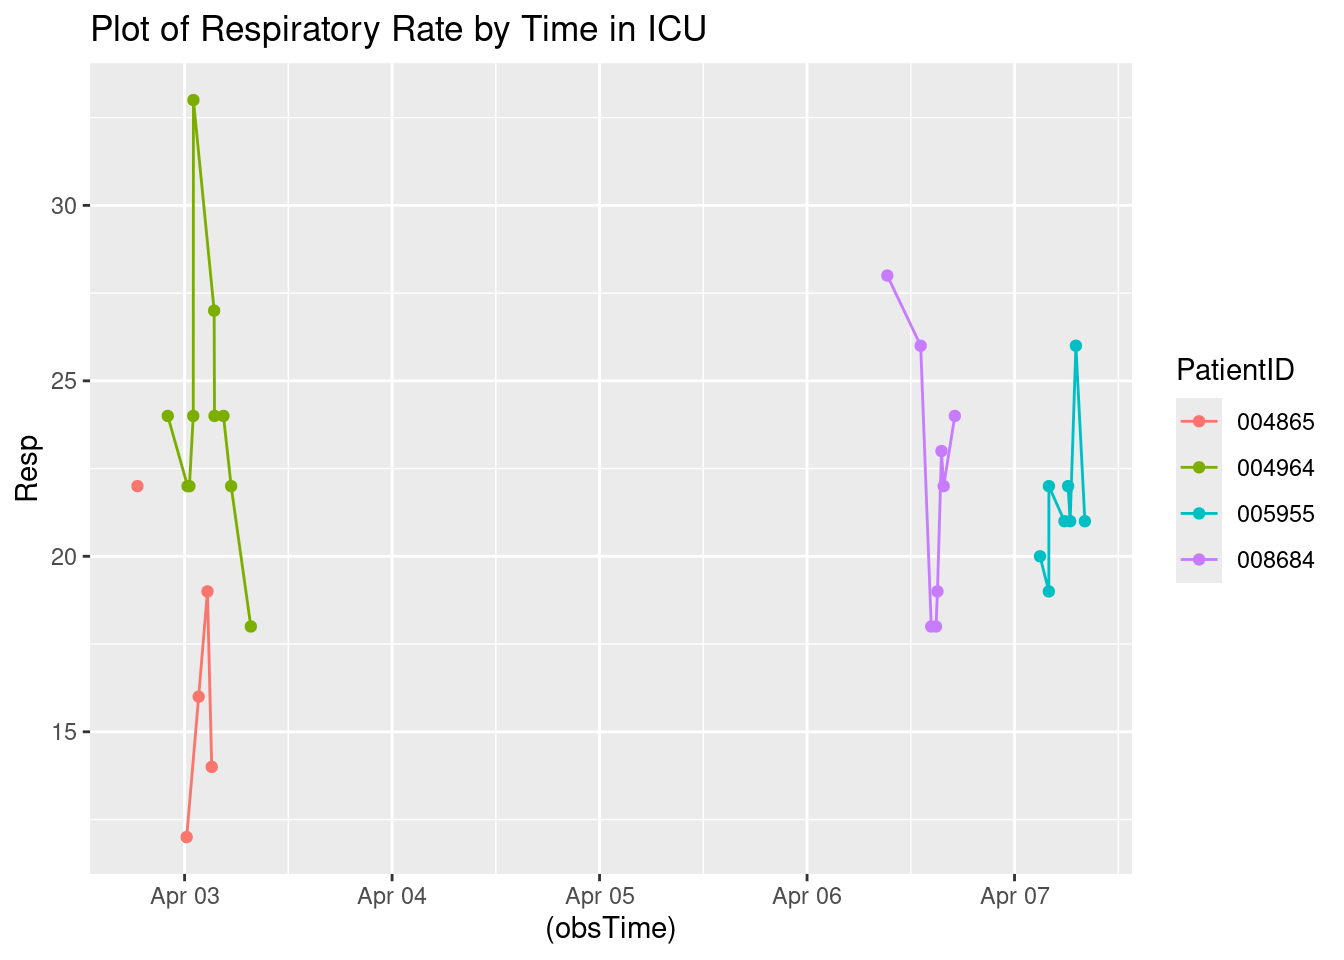 Plot of Respiratory Rate by Time in ICU
Resp
30
25
20
15
Apr 03
Apr 04
Apr 05
Apr 06
Apr 07
(obsTime)
PatientID
004865
004964
005955
008684